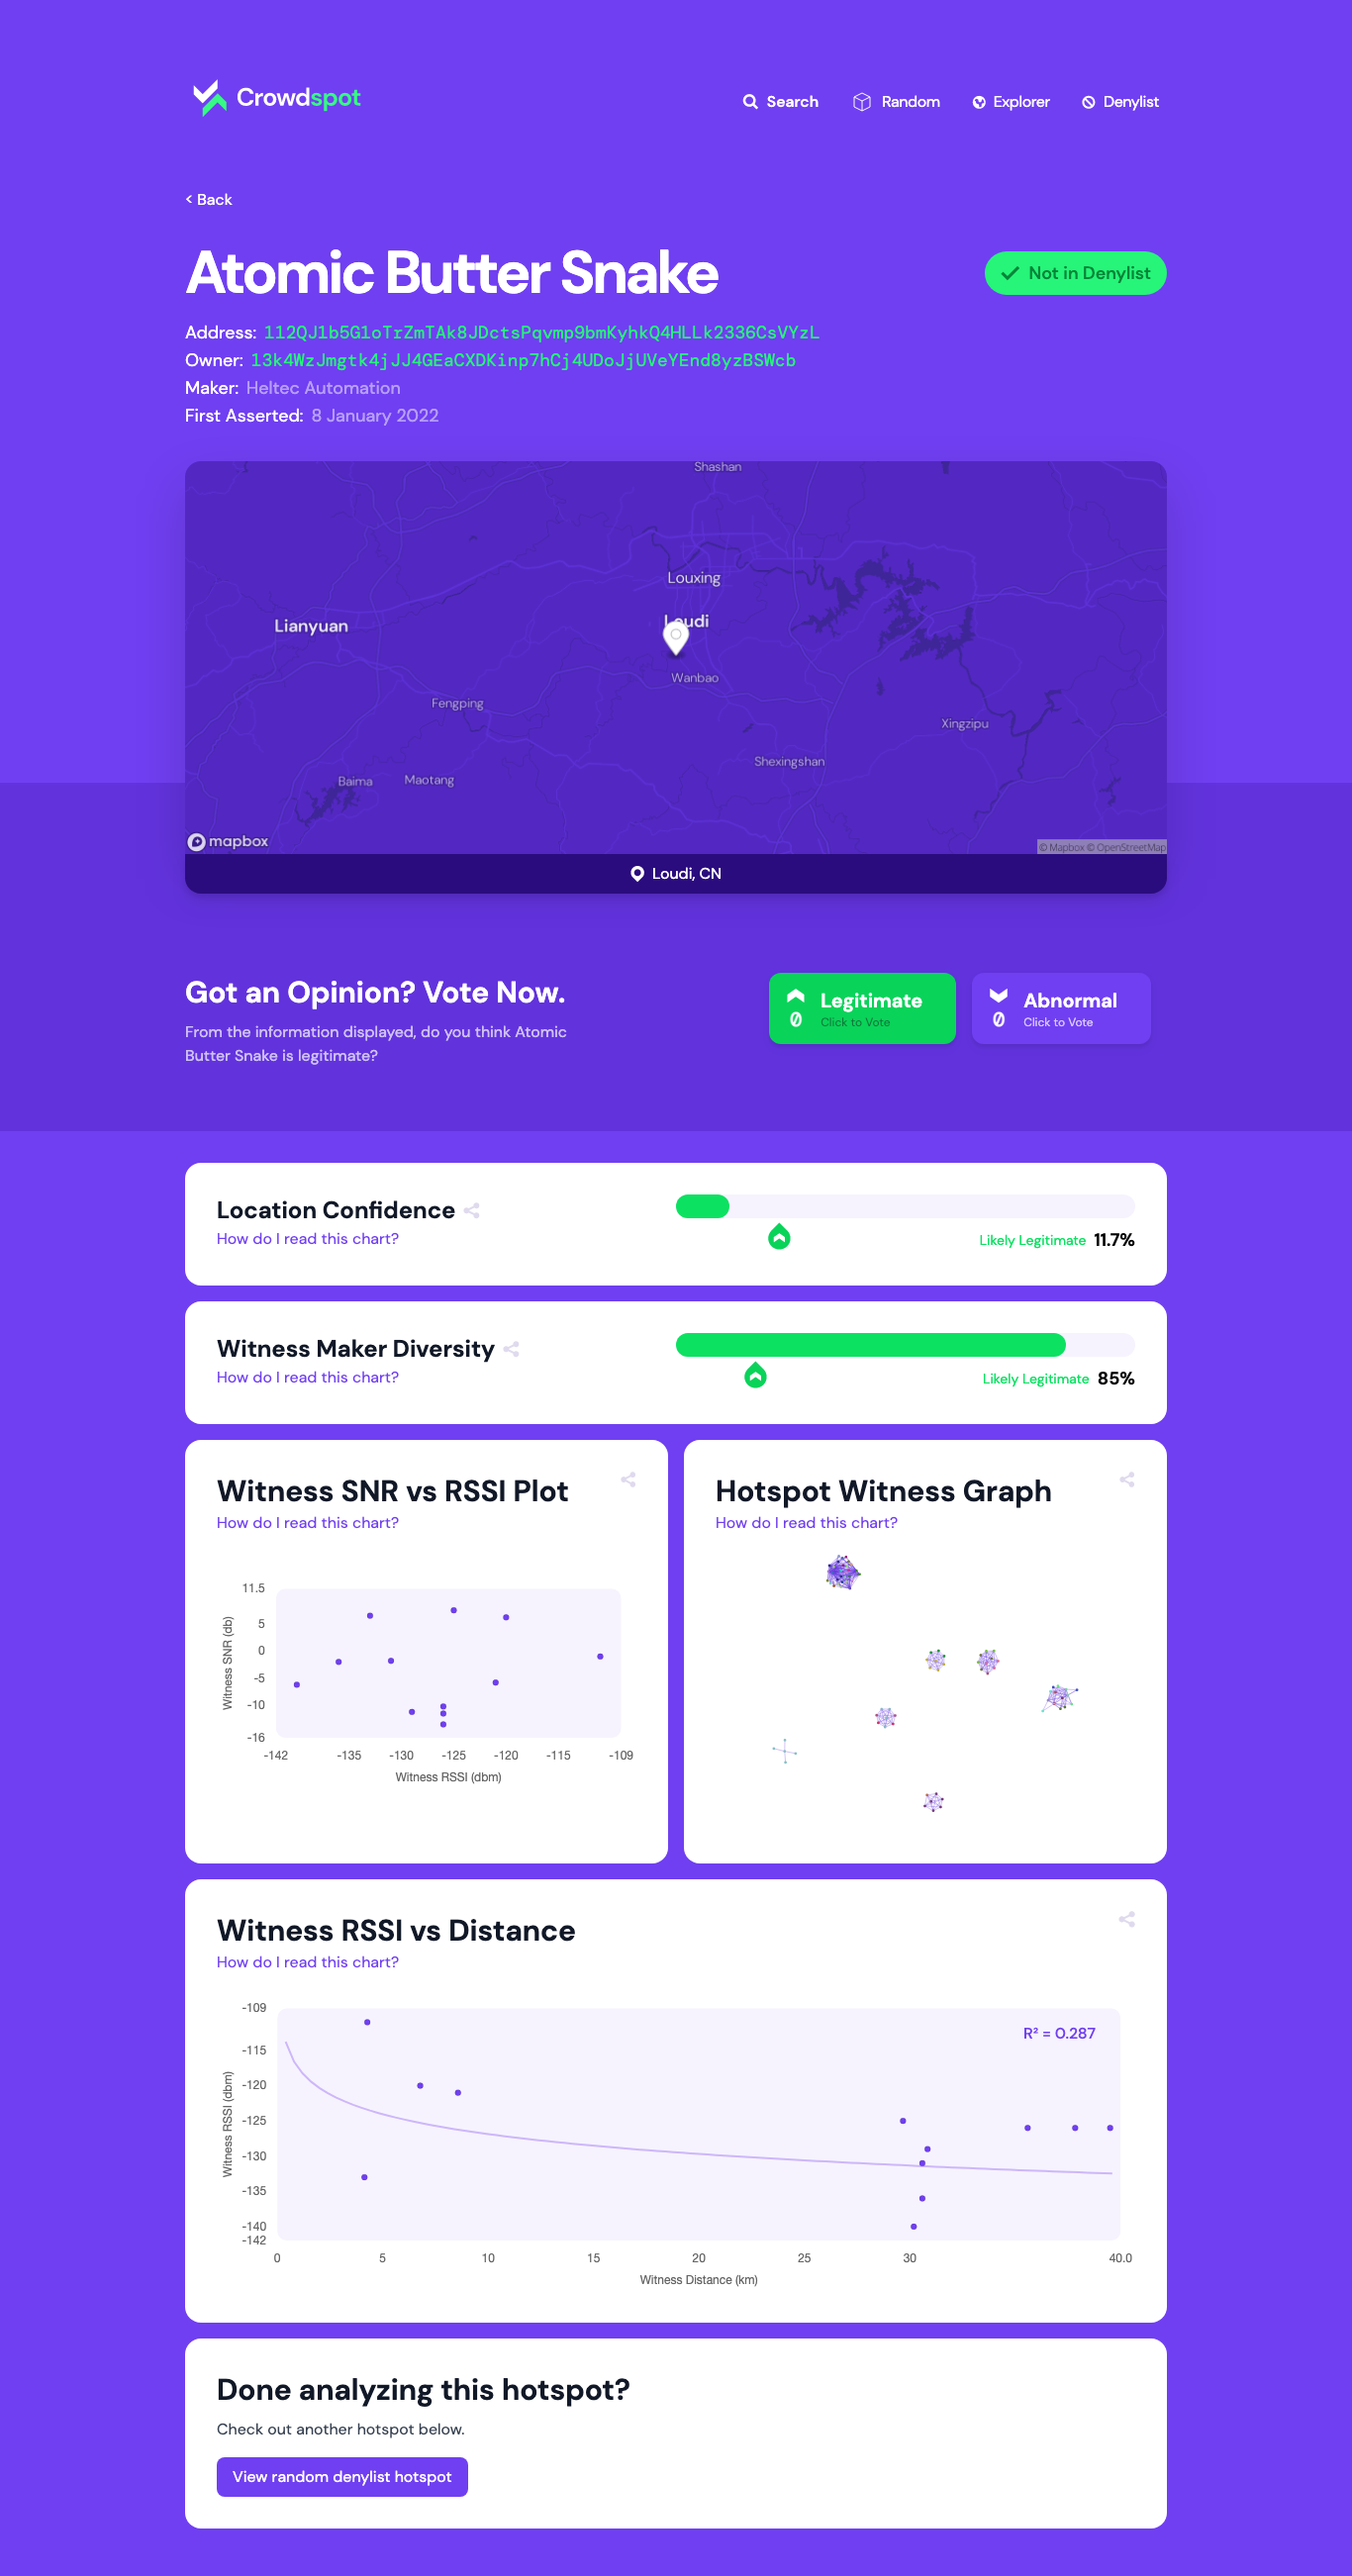 Crowdspot
Search
Random
Explorer
Denylist
< Back
Atomic Butter Snake
Not in Denylist
Address: 112QJ1b5G1oTrZmTAk8JDctsPqvmp9bmKyhkQ4HLLk2336CsVYzL
Owner: 13k4WzJmgtk4jJJ4GEaCXDKinp7hCj4UDoJjUVeYEnd8yzBSWcb
Maker: Heltec Automation
First Asserted: 8 January 2022
Shashan
Louxing
Loudi
Lianyuan
Wanbao
Fengping
Xingzipu
Shexingshan
Baima
Maotang
mapbox
© Mapbox © OpenStreetMap
Loudi, CN
Got an Opinion? Vote Now.
From the information displayed, do you think Atomic
Butter Snake is legitimate?
Legitimate
0
Click to Vote
Abnormal
0
Click to Vote
Location Confidence
How do I read this chart?
Likely Legitimate 11.7%
Witness Maker Diversity
How do I read this chart?
Likely Legitimate 85%
Witness SNR vs RSSI Plot
How do I read this chart?
11.5
5
0
-5
-10
-16
Witness SNR (db)
-142 -135 -130 -125 -120 -115 -109
Witness RSSI (dbm)
Hotspot Witness Graph
How do I read this chart?
Witness RSSI vs Distance
How do I read this chart?
R² = 0.287
-109
-115
-120
-125
-130
-135
-140
-142
Witness RSSI (dbm)
0 5 10 15 20 25 30 40.0
Witness Distance (km)
Done analyzing this hotspot?
Check out another hotspot below.
View random denylist hotspot